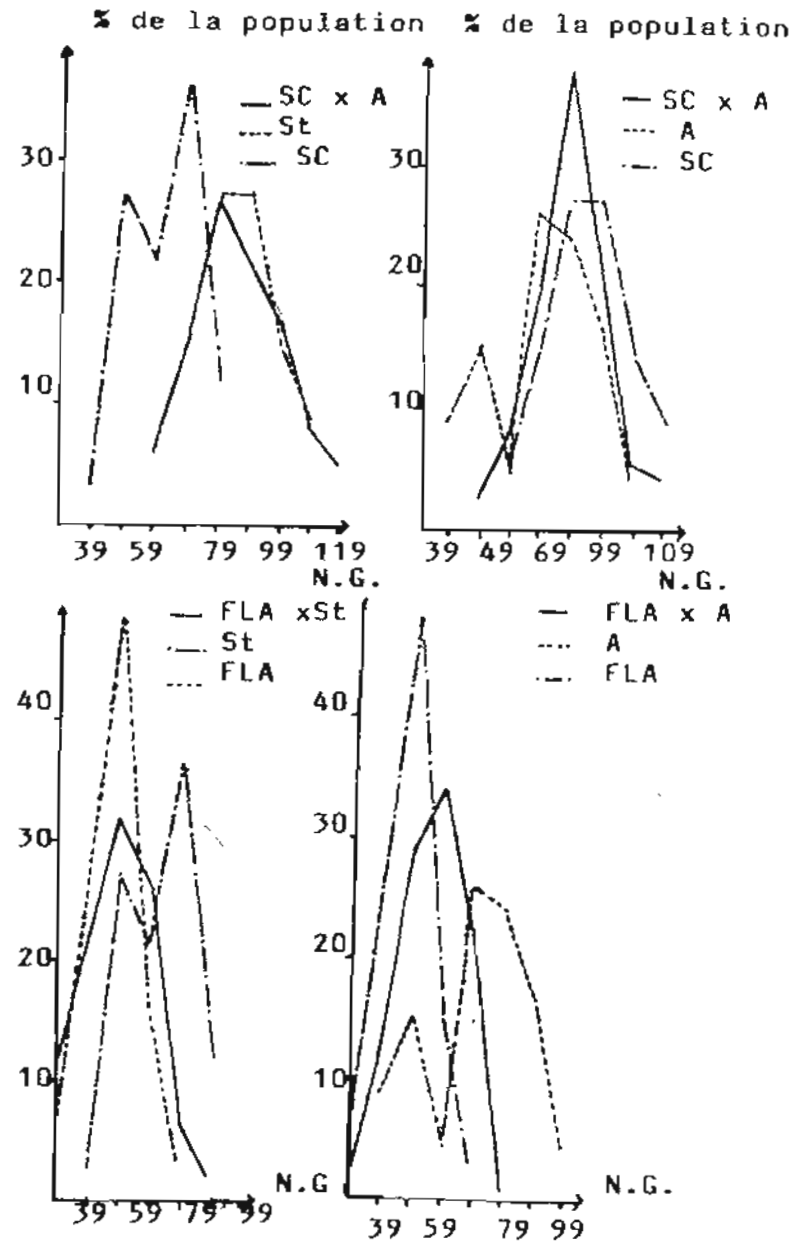 % de la population
% de la population
SC x A
St
SC
30
20
10
39 59 79 99 119
N.G.
SC x A
A
SC
30
20
10
39 49 69 99 109
N.G.
FLA xSt
St
FLA
40
30
20
10
39 59 79 99
N.G
FLA x A
A
FLA
40
30
20
10
39 59 79 99
N.G.